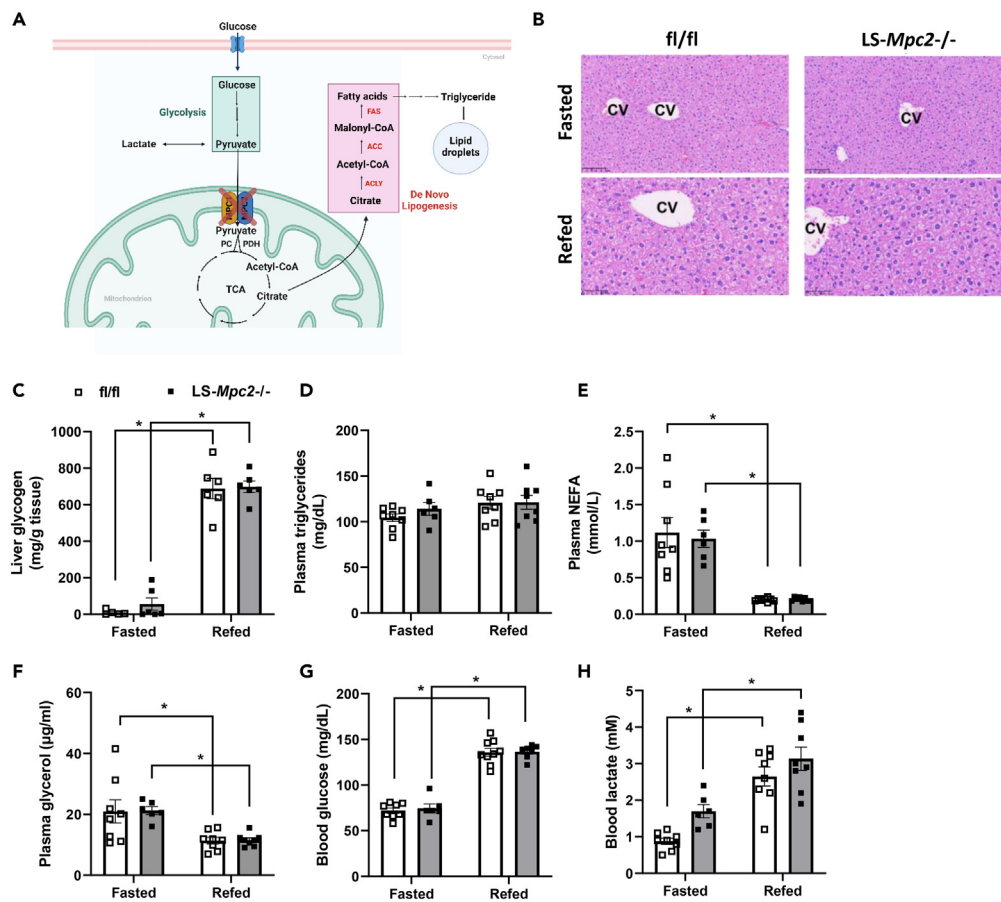 A
Glucose
Cytosol
Glucose
Glycolysis
Lactate
Pyruvate
MPC
MPC
Pyruvate
PC
PDH
Acetyl-CoA
TCA
Citrate
Mitochondrion
Fatty acids
FAS
Malonyl-CoA
ACC
Acetyl-CoA
ACLY
Citrate
Triglyceride
Lipid
droplets
De Novo
Lipogenesis
B
fl/fl
LS-Mpc2-/-
Fasted
CV
CV
CV
Refed
CV
CV
C
fl/fl
LS-Mpc2-/-
*
*
Liver glycogen
(mg/g tissue)
1000
800
600
400
200
0
Fasted
Refed
D
Plasma triglycerides
(mg/dL)
200
150
100
50
0
Fasted
Refed
E
*
*
Plasma NEFA
(mmol/L)
2.5
2.0
1.5
1.0
0.5
0.0
Fasted
Refed
F
*
*
Plasma glycerol (µg/ml)
60
40
20
0
Fasted
Refed
G
*
*
Blood glucose (mg/dL)
200
150
100
50
0
Fasted
Refed
H
*
*
Blood lactate (mM)
5
4
3
2
1
0
Fasted
Refed